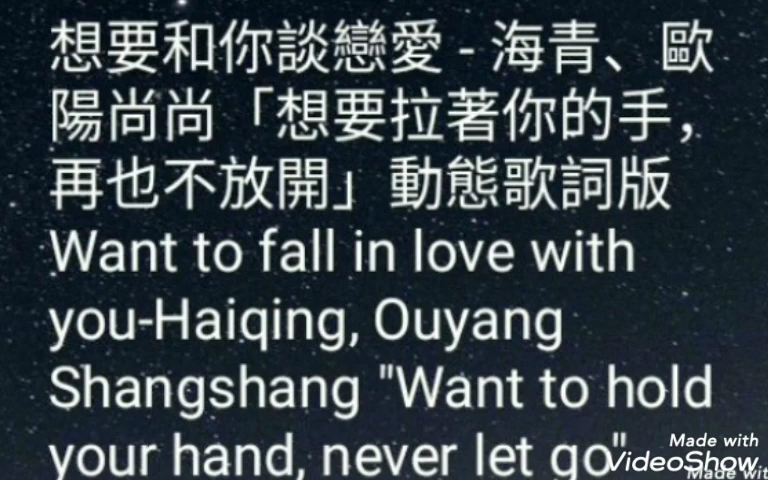 想要和你談戀愛 - 海青、歐
陽尚尚「想要拉著你的手，
再也不放開」動態歌詞版
Want to fall in love with
you-Haiqing, Ouyang
Shangshang "Want to hold
your hand, never let go"
Made with
VideoShow
Made wit